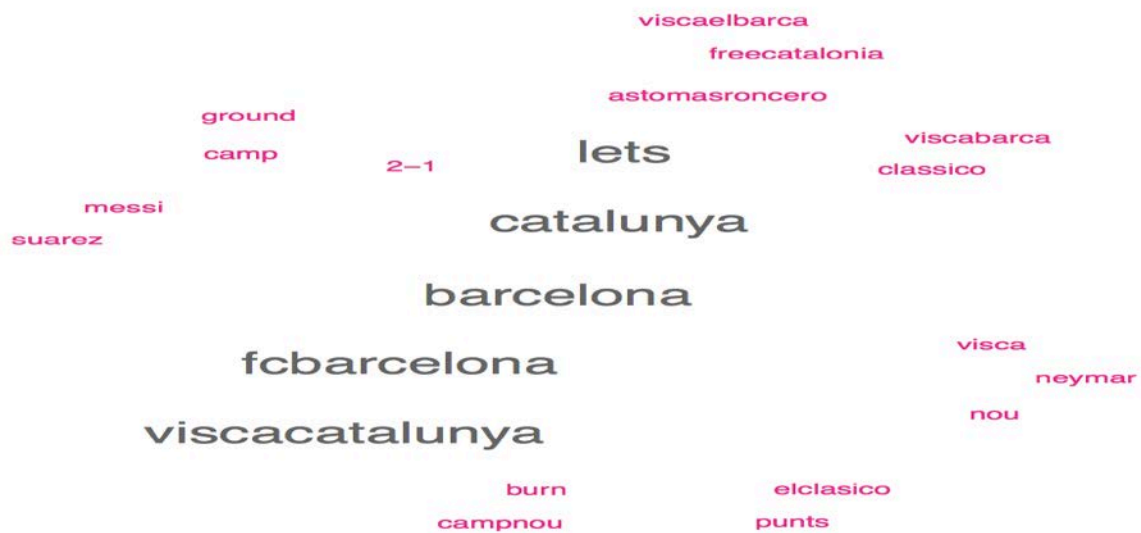 viscaelbarca
freecatalonia
astomasroncero
ground
viscabarca
lets
camp
2–1
classico
messi
catalunya
suarez
barcelona
visca
fcbarcelona
neymar
nou
viscacatalunya
burn
elclasico
campnou
punts